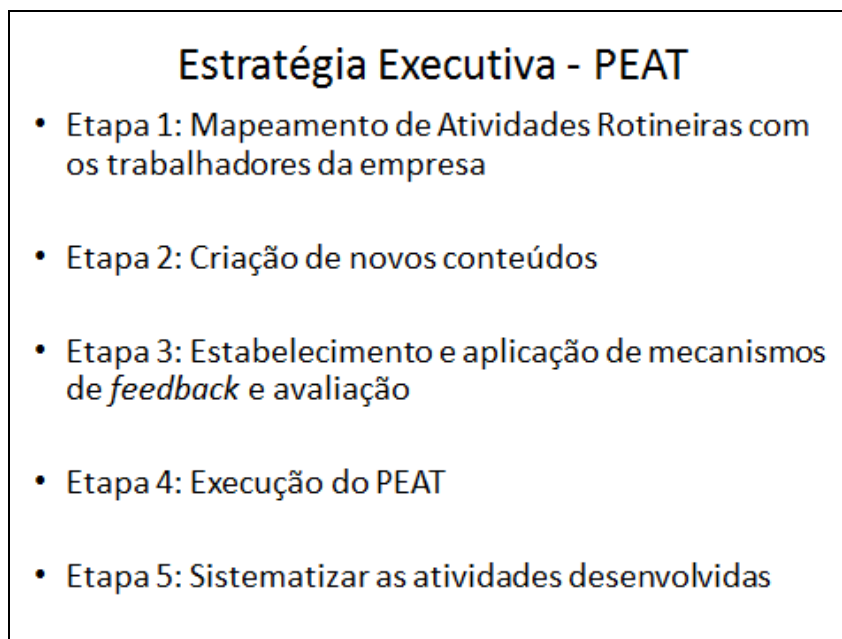 Estratégia Executiva - PEAT
• Etapa 1: Mapeamento de Atividades Rotineiras com
os trabalhadores da empresa
• Etapa 2: Criação de novos conteúdos
• Etapa 3: Estabelecimento e aplicação de mecanismos
de feedback e avaliação
• Etapa 4: Execução do PEAT
• Etapa 5: Sistematizar as atividades desenvolvidas